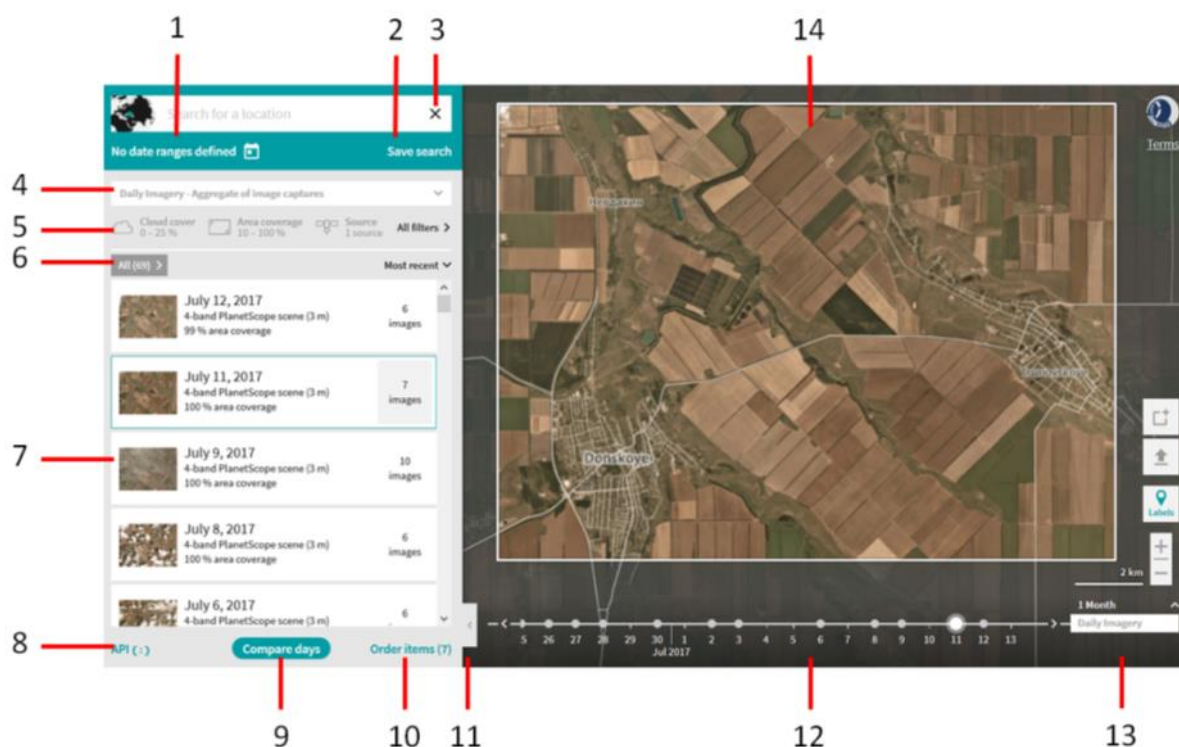 1
2
3
14
Search for a location
No date ranges defined
Save search
Terms
4
Daily Imagery - Aggregate of image captures
5
Cloud cover
0 - 25 %
Area coverage
10 - 100 %
Source
1 source
All filters >
6
All (69) >
Most recent
July 12, 2017
4-band PlanetScope scene (3 m)
99 % area coverage
6
images
July 11, 2017
4-band PlanetScope scene (3 m)
100 % area coverage
7
images
7
July 9, 2017
4-band PlanetScope scene (3 m)
100 % area coverage
10
images
July 8, 2017
4-band PlanetScope scene (3 m)
100 % area coverage
6
images
July 6, 2017
4-band PlanetScope scene (3 m)
6
images
Donskoye
Labels
+
−
2 km
1 Month
Daily Imagery
5 26 27 28 29 30 1 2 3 4 5 6 7 8 9 10 11 12 13
Jul 2017
8
API
Compare days
Order items (7)
9
10
11
12
13